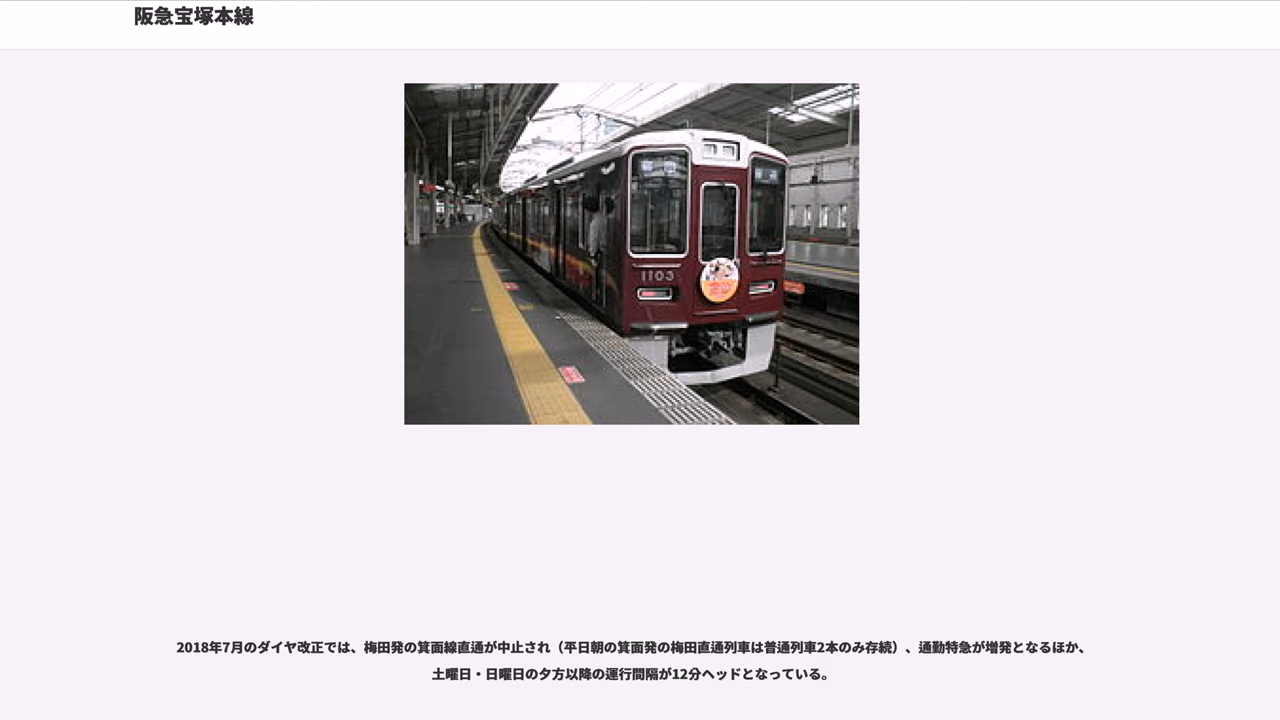 阪急宝塚本線
1103
2018年7月のダイヤ改正では、梅田発の箕面線直通が中止され（平日朝の箕面発の梅田直通列車は普通列車2本のみ存続）、通勤特急が増発となるほか、
土曜日・日曜日の夕方以降の運行間隔が12分ヘッドとなっている。